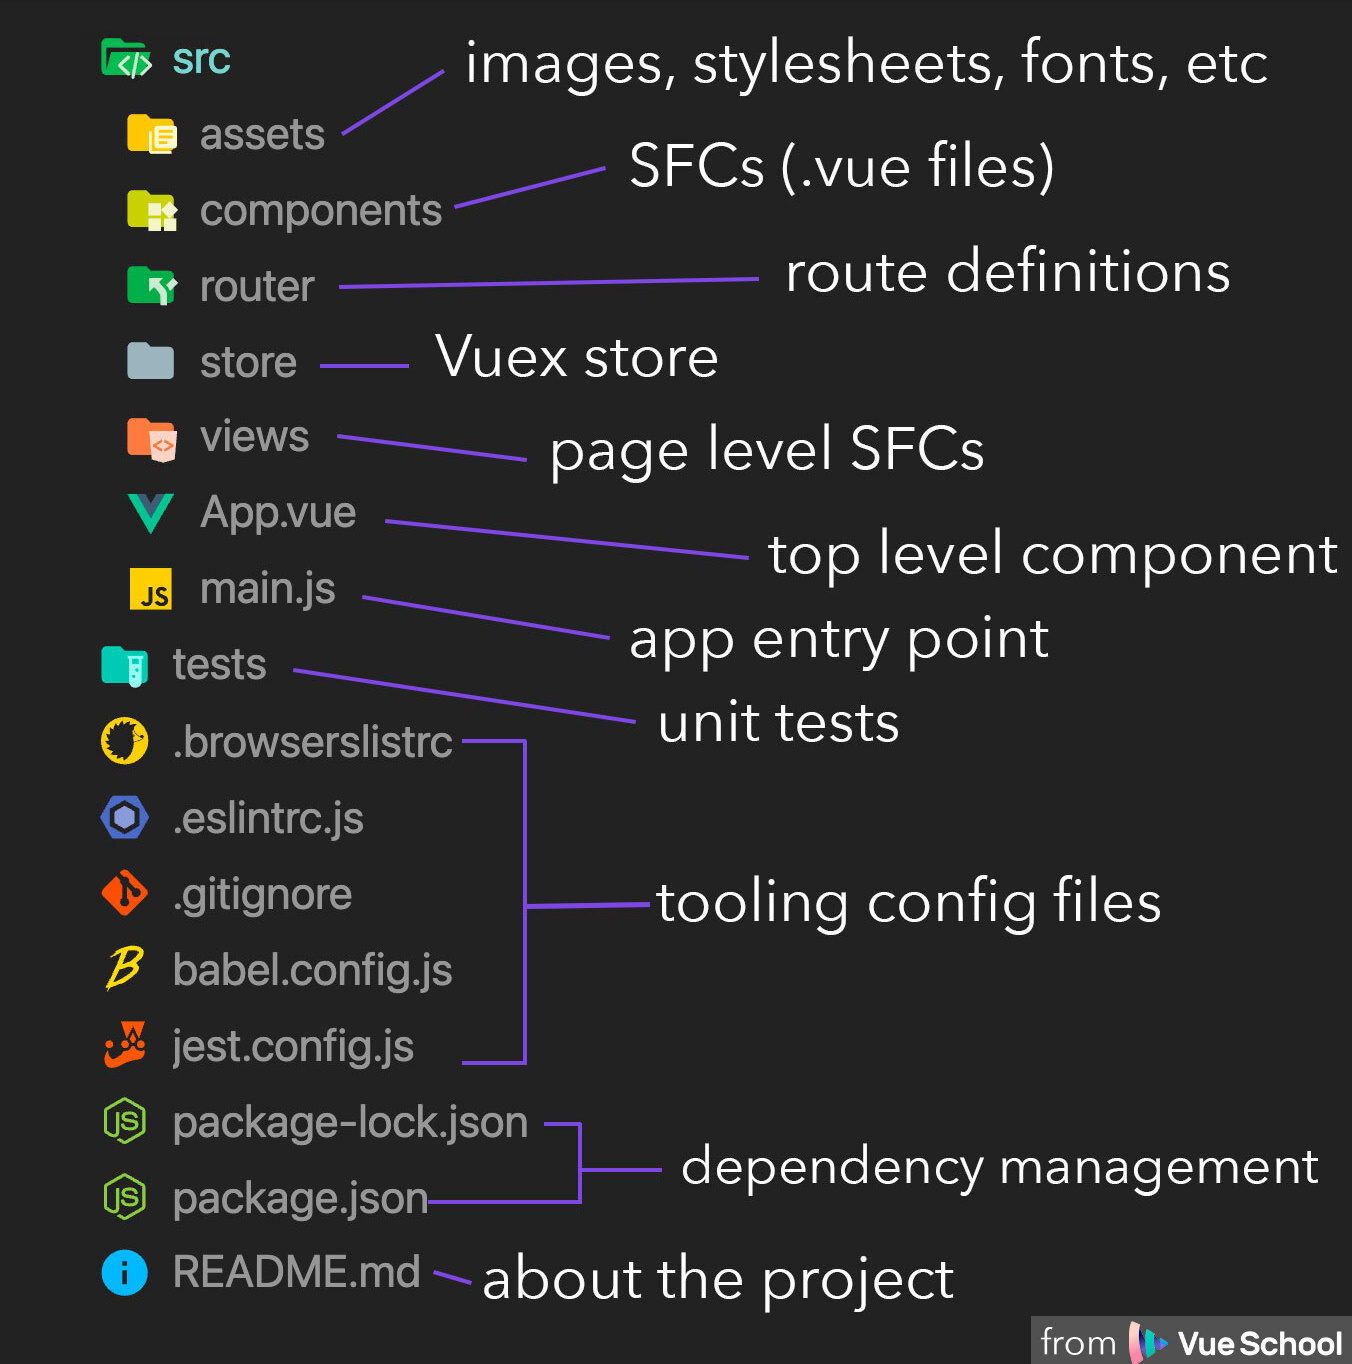 src
images, stylesheets, fonts, etc
assets
SFCs (.vue files)
components
route definitions
router
Vuex store
store
views
page level SFCs
App.vue
top level component
JS main.js
app entry point
tests
unit tests
.browserslistrc
.eslintrc.js
.gitignore
tooling config files
B babel.config.js
jest.config.js
JS package-lock.json
dependency management
JS package.json
i README.md
about the project
from Vue School